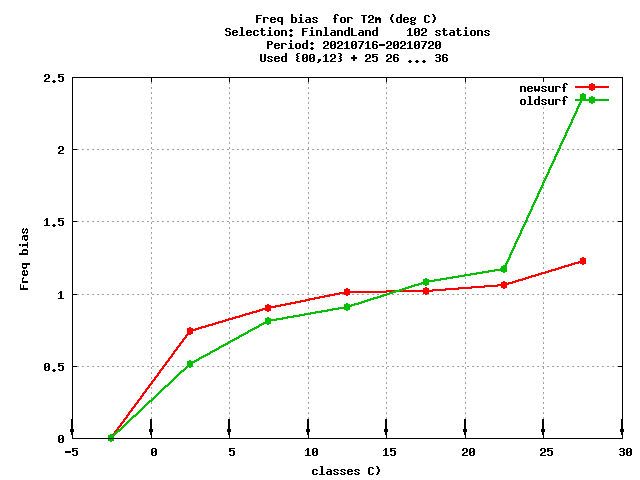 Freq bias  for T2m (deg C)
Selection: FinlandLand    102 stations
Period: 20210716-20210720
Used {00,12} + 25 26 ... 36
newsurf
oldsurf
2.5
2
1.5
1
0.5
0
Freq bias
-5 0 5 10 15 20 25 30
classes C)